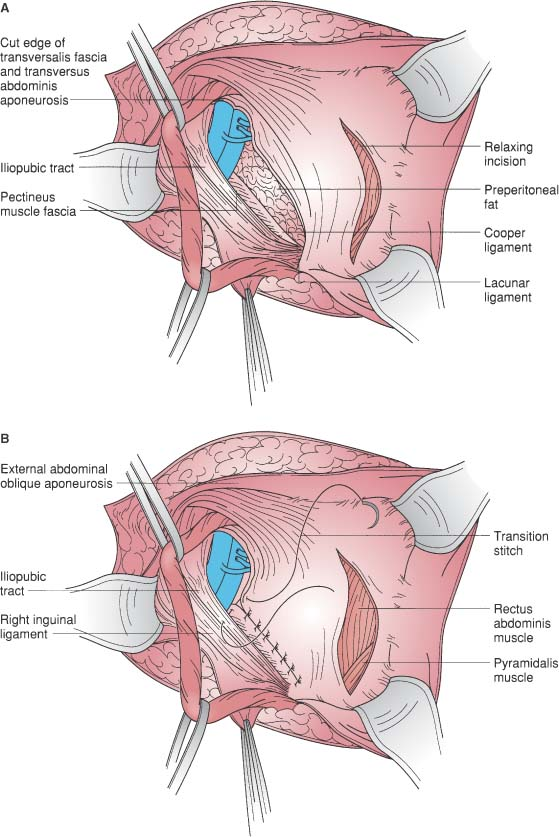 A
Cut edge of
transversalis fascia
and transversus
abdominis
aponeurosis
Iliopubic tract
Pectineus
muscle fascia
Relaxing
incision
Preperitoneal
fat
Cooper
ligament
Lacunar
ligament
B
External abdominal
oblique aponeurosis
Iliopubic
tract
Right inguinal
ligament
Transition
stitch
Rectus
abdominis
muscle
Pyramidalis
muscle